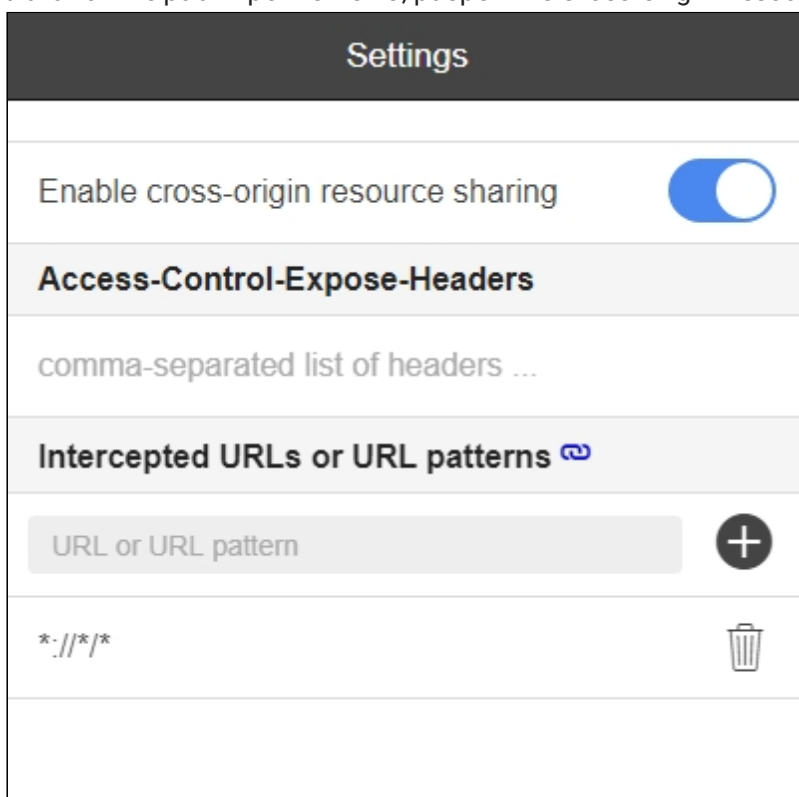 Settings
Enable cross-origin resource sharing
Access-Control-Expose-Headers
comma-separated list of headers ...
Intercepted URLs or URL patterns
URL or URL pattern
*://*/*